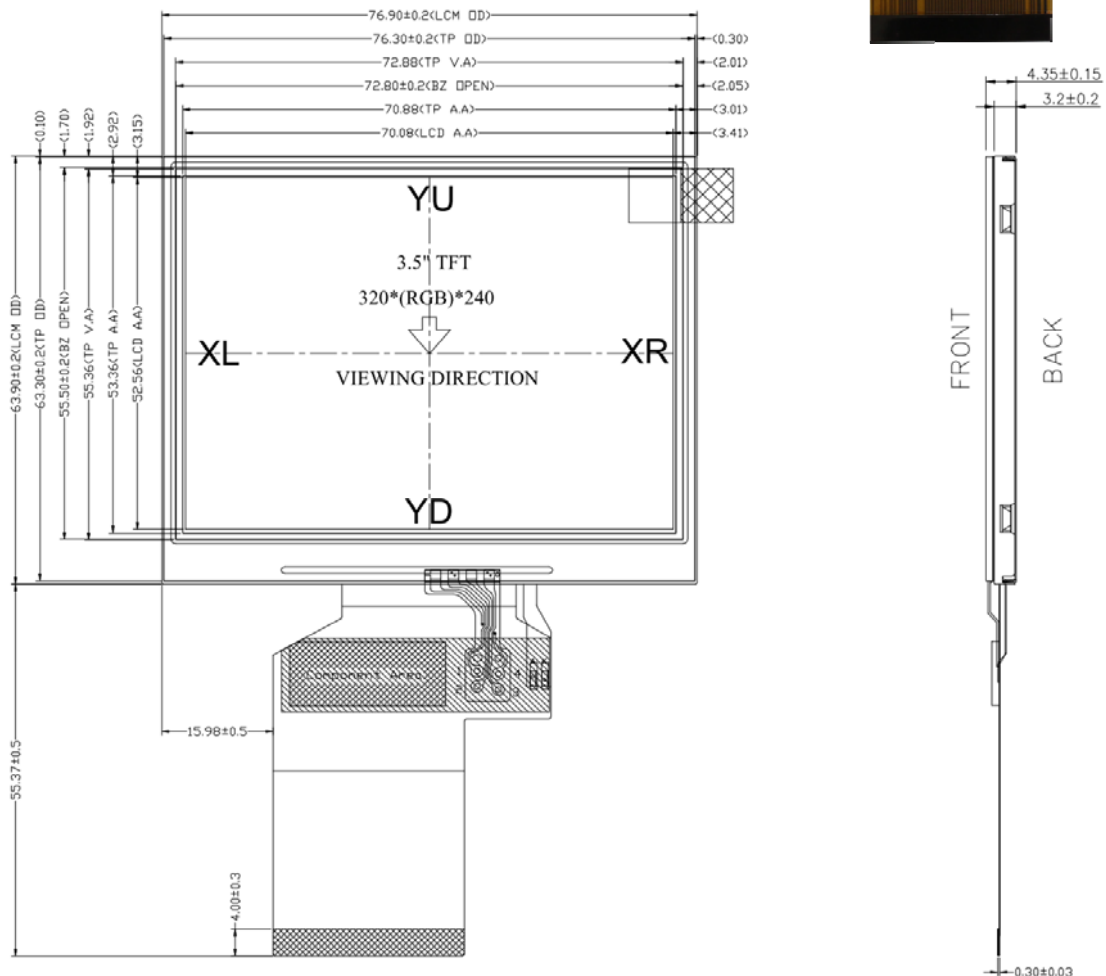 76.90±0.2(LCM OD)
76.30±0.2(TP OD)
(0.30)
72.88(TP V.A)
(2.01)
72.80±0.2(BZ OPEN)
(2.05)
70.88(TP A.A)
(3.01)
70.08(LCD A.A)
(3.41)
(0.10)
(1.70)
(1.92)
(2.92)
(3.15)
63.90±0.2(LCM OD)
63.30±0.2(TP OD)
55.50±0.2(BZ OPEN)
55.36(TP V.A)
53.36(TP A.A)
52.56(LCD A.A)
YU
3.5" TFT
320*(RGB)*240
XL
XR
VIEWING DIRECTION
YD
Component Area
1
4
2
3
15.98±0.5
55.37±0.5
4.00±0.3
4.35±0.15
3.2±0.2
FRONT
BACK
0.30±0.03